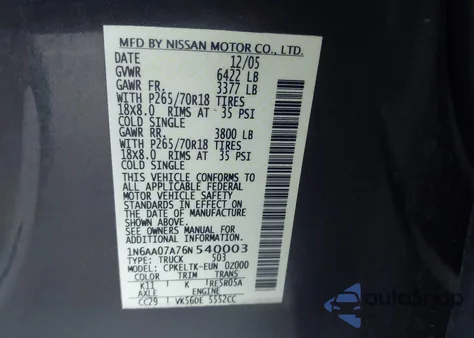 MFD BY NISSAN MOTOR CO., LTD.
DATE 12/05
GVWR 6422 LB
GAWR FR. 3377 LB
WITH P265/70R18 TIRES
18X8.0 RIMS AT 35 PSI
COLD SINGLE
GAWR RR. 3800 LB
WITH P265/70R18 TIRES
18X8.0 RIMS AT 35 PSI
COLD SINGLE
THIS VEHICLE CONFORMS TO
ALL APPLICABLE FEDERAL
MOTOR VEHICLE SAFETY
STANDARDS IN EFFECT ON
THE DATE OF MANUFACTURE
SHOWN ABOVE.
SEE OWNERS MANUAL
1N6AA07A76N540003
TYPE: TRUCK 503
MODEL: CPKELTK-EUN 02000
COLOR TRIM TRANS
K11 K RE5R05A
AXLE ENGINE
CC29 VK56DE 5552CC
AutoSnap